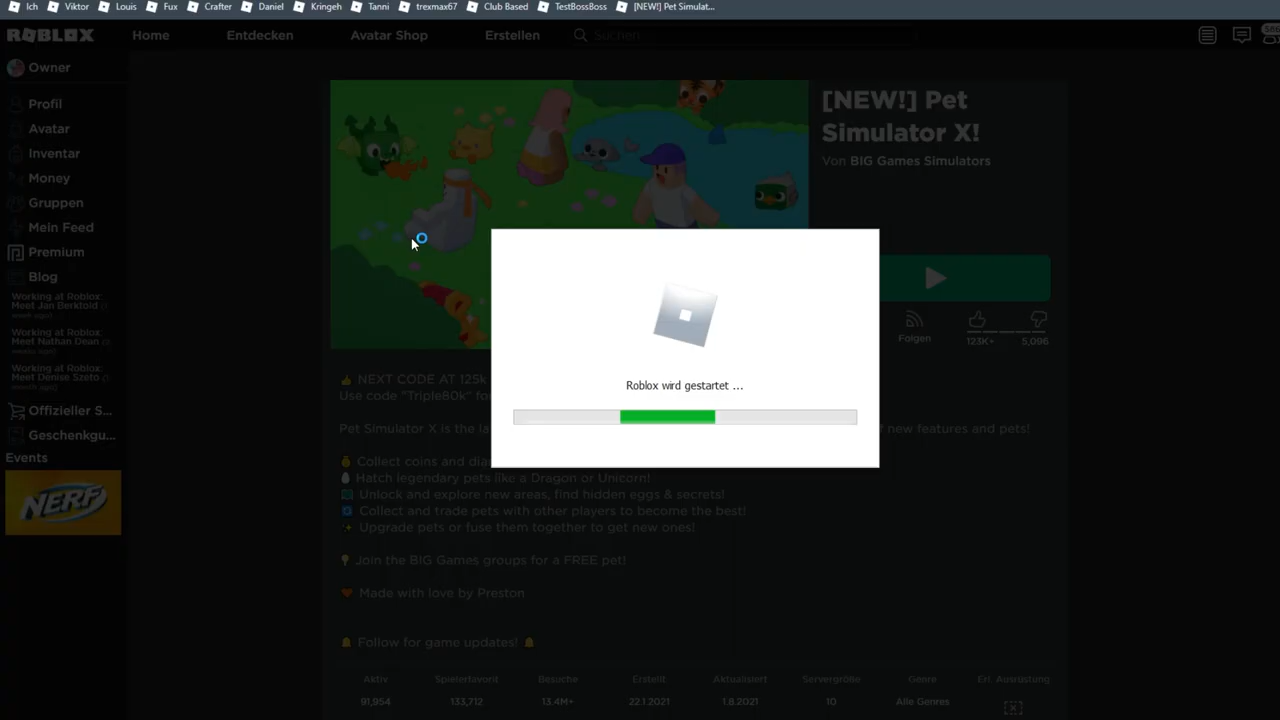 Ich Viktor Louis Fux Crafter Daniel Kringeh Tanni trexmax67 Club Based TestBossBoss [NEW!] Pet Simulat...
ROBLOX Home Entdecken Avatar Shop Erstellen Suchen
Owner
Profil
Avatar
Inventar
Money
Gruppen
Mein Feed
Premium
Blog
Working at Roblox:
Meet Jan Berkfold
Working at Roblox:
Meet Nathan Dean
Working at Roblox:
Meet Denise Szeto
Offizieller S...
Geschenkgu...
Events
NERF
[NEW!] Pet
Simulator X!
Von BIG Games Simulators
Folgen 123K+ 5,096
Roblox wird gestartet ...
👍 NEXT CODE AT 125k
Use code "Triple80k"
Pet Simulator X is the new features and pets!
💰 Collect coins and
🥚 Hatch legendary pets like a Dragon or Unicorn!
Unlock and explore new areas, find hidden eggs & secrets!
Collect and trade pets with other players to become the best!
✨ Upgrade pets or fuse them together to get new ones!
💡 Join the BIG Games groups for a FREE pet!
Made with love by Preston
🔔 Follow for game updates! 🔔
Aktiv Spielerfavorit Besuche Erstellt Aktualisiert Servergröße Genre Erl. Ausrüstung
91,954 133,712 13.4M+ 22.1.2021 1.8.2021 10 Alle Genres